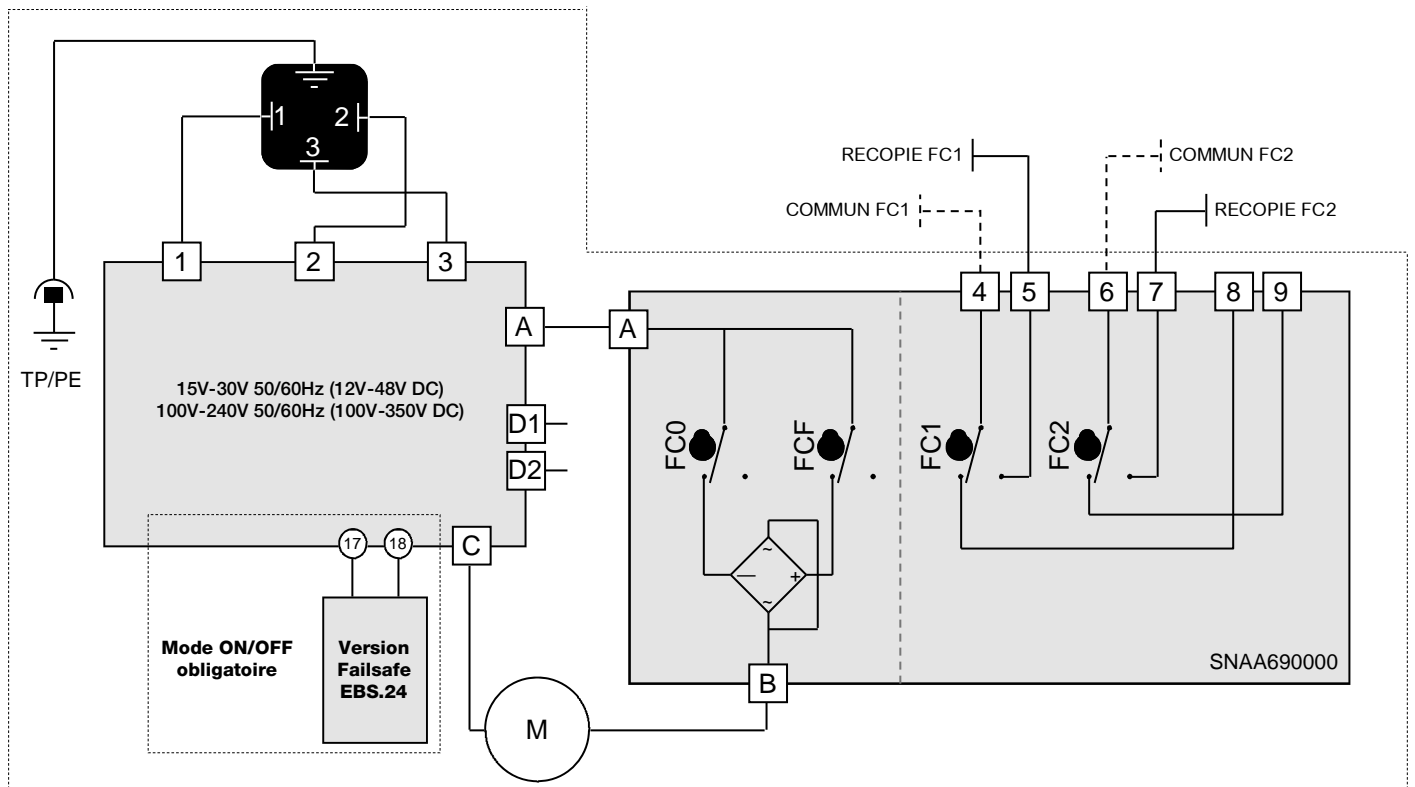 1
2
3
RECOPIE FC1
COMMUN FC2
COMMUN FC1
RECOPIE FC2
1
2
3
4
5
6
7
8
9
A
A
TP/PE
15V-30V 50/60Hz (12V-48V DC)
100V-240V 50/60Hz (100V-350V DC)
D1
D2
FC0
FCF
FC1
FC2
17
18
C
~
—
+
~
Mode ON/OFF
obligatoire
Version
Failsafe
EBS.24
SNAA690000
B
M